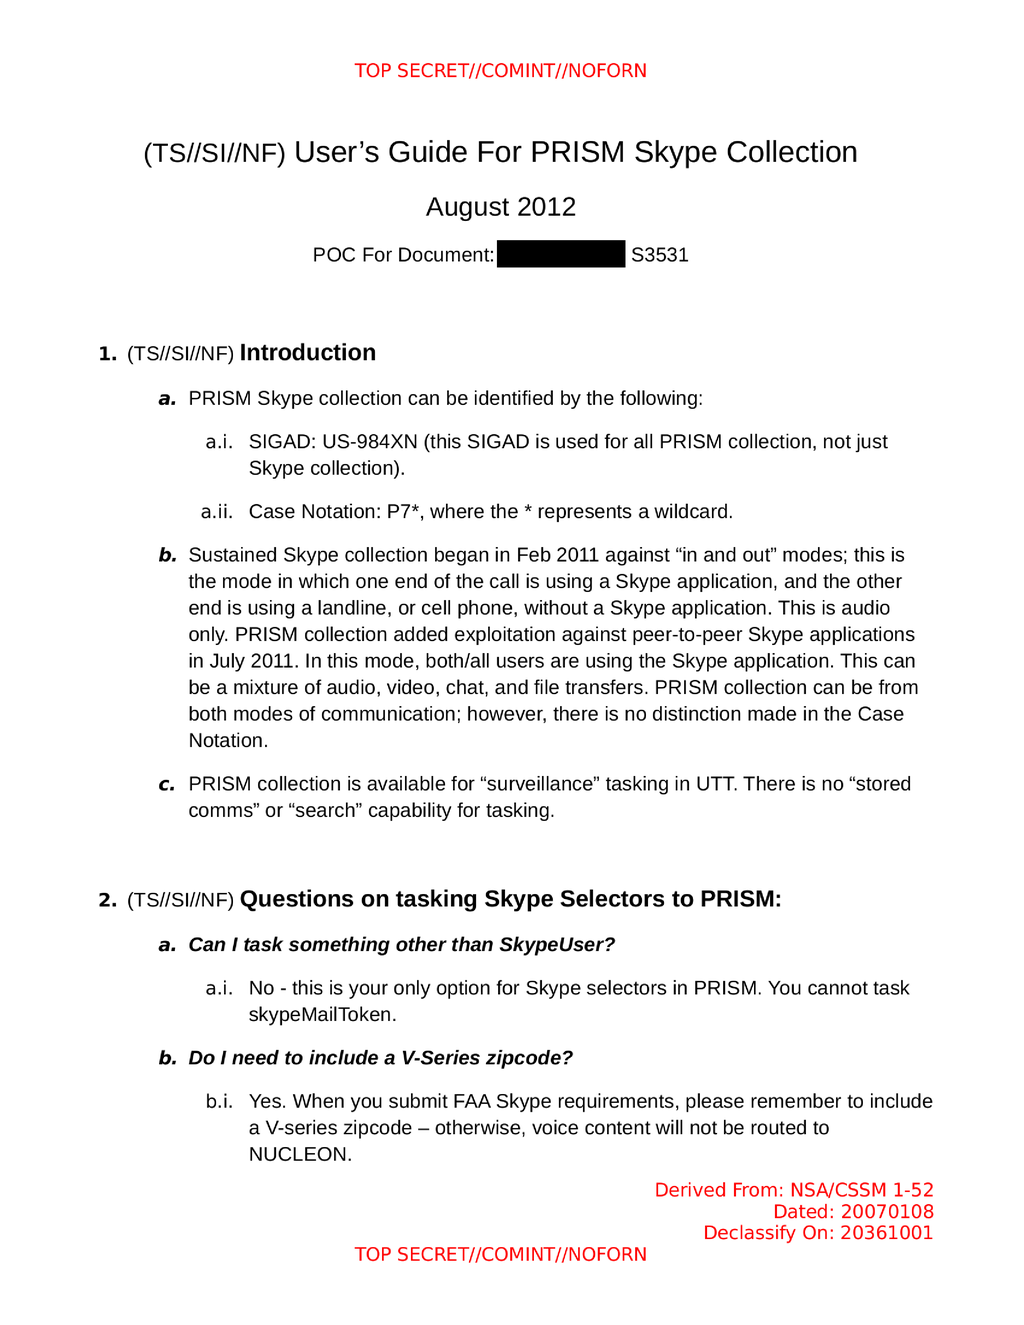 TOP SECRET//COMINT//NOFORN
(TS//SI//NF) User’s Guide For PRISM Skype Collection
August 2012
POC For Document: S3531
1. (TS//SI//NF) Introduction
a. PRISM Skype collection can be identified by the following:
a.i. SIGAD: US-984XN (this SIGAD is used for all PRISM collection, not just
Skype collection).
a.ii. Case Notation: P7*, where the * represents a wildcard.
b. Sustained Skype collection began in Feb 2011 against “in and out” modes; this is
the mode in which one end of the call is using a Skype application, and the other
end is using a landline, or cell phone, without a Skype application. This is audio
only. PRISM collection added exploitation against peer-to-peer Skype applications
in July 2011. In this mode, both/all users are using the Skype application. This can
be a mixture of audio, video, chat, and file transfers. PRISM collection can be from
both modes of communication; however, there is no distinction made in the Case
Notation.
c. PRISM collection is available for “surveillance” tasking in UTT. There is no “stored
comms” or “search” capability for tasking.
2. (TS//SI//NF) Questions on tasking Skype Selectors to PRISM:
a. Can I task something other than SkypeUser?
a.i. No - this is your only option for Skype selectors in PRISM. You cannot task
skypeMailToken.
b. Do I need to include a V-Series zipcode?
b.i. Yes. When you submit FAA Skype requirements, please remember to include
a V-series zipcode – otherwise, voice content will not be routed to
NUCLEON.
Derived From: NSA/CSSM 1-52
Dated: 20070108
Declassify On: 20361001
TOP SECRET//COMINT//NOFORN